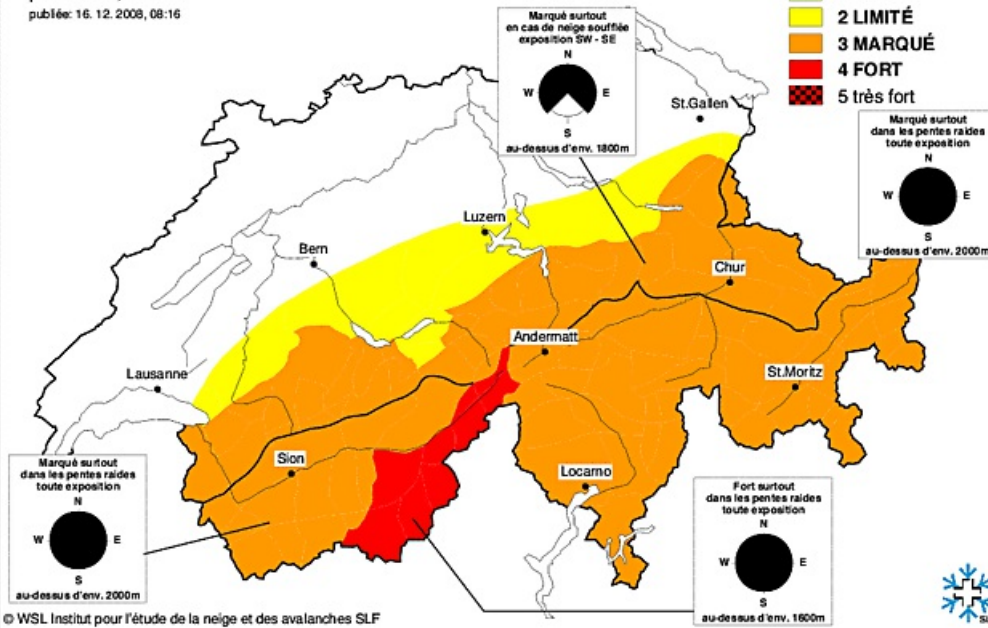 publiée: 16. 12. 2008, 08:16
2 LIMITÉ
3 MARQUÉ
4 FORT
5 très fort
Marqué surtout
en cas de neige soufflée
exposition SW - SE
N
W E
S
au-dessus d'env. 1800m
St.Gallen
Marqué surtout
dans les pentes raides
toute exposition
N
W E
S
au-dessus d'env. 2000m
Luzern
Bern
Chur
Andermatt
Lausanne
St.Moritz
Sion
Locarno
Marqué surtout
dans les pentes raides
toute exposition
N
W E
S
au-dessus d'env. 2000m
Fort surtout
dans les pentes raides
toute exposition
N
W E
S
au-dessus d'env. 1600m
© WSL Institut pour l'étude de la neige et des avalanches SLF